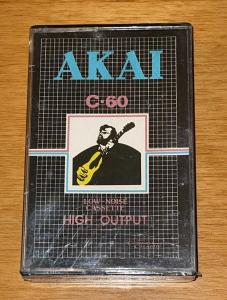 AKAI
C-60
LOW-NOISE
CASSETTE
HIGH OUTPUT